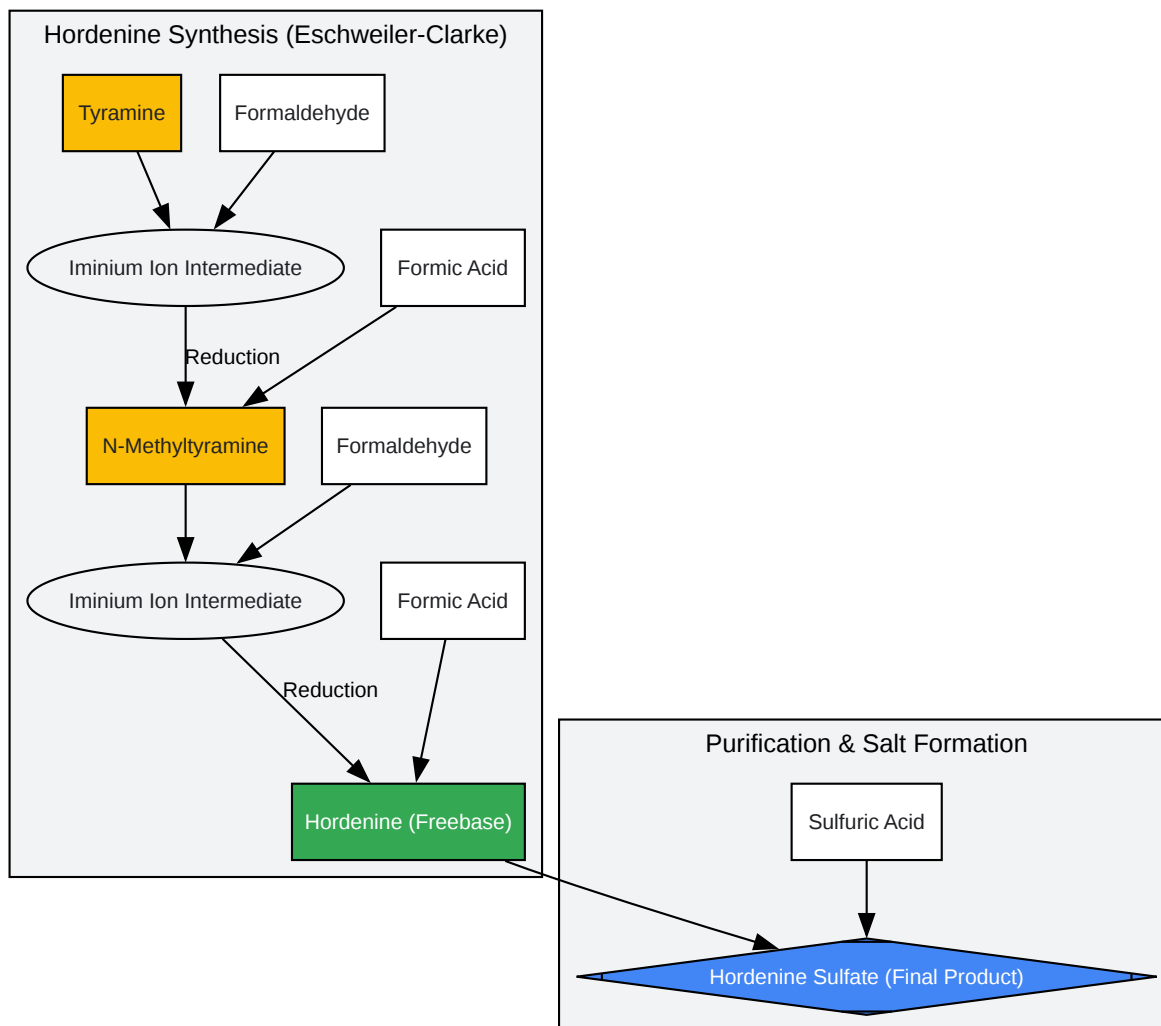 Hordenine Synthesis (Eschweiler-Clarke)
Tyramine
Formaldehyde
Iminium Ion Intermediate
Formic Acid
Reduction
N-Methyltyramine
Formaldehyde
Iminium Ion Intermediate
Formic Acid
Reduction
Hordenine (Freebase)
Purification & Salt Formation
Sulfuric Acid
Hordenine Sulfate (Final Product)